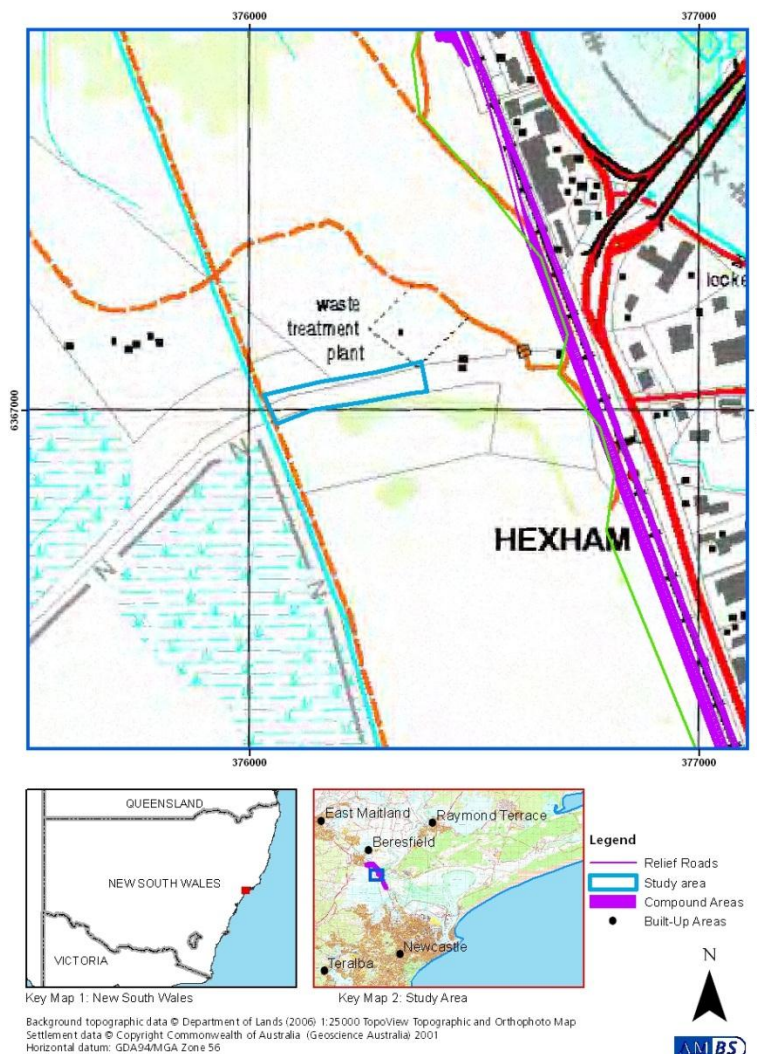 376000
377000
waste
treatment
plant
locke
6367000
N
N
N
HEXHAM
376000
377000
QUEENSLAND
NEW SOUTH WALES
VICTORIA
Key Map 1: New South Wales
East Maitland
Raymond Terrace
Beresfield
Newcastle
Teralba
Key Map 2: Study Area
Legend
Relief Roads
Study area
Compound Areas
Built-Up Areas
N
AMBS
Background topographic data © Department of Lands (2006) 1:25000 TopoView Topographic and Orthophoto Map
Settlement data © Copyright Commonwealth of Australia (Geoscience Australia) 2001
Horizontal datum: GDA94/MGA Zone 56